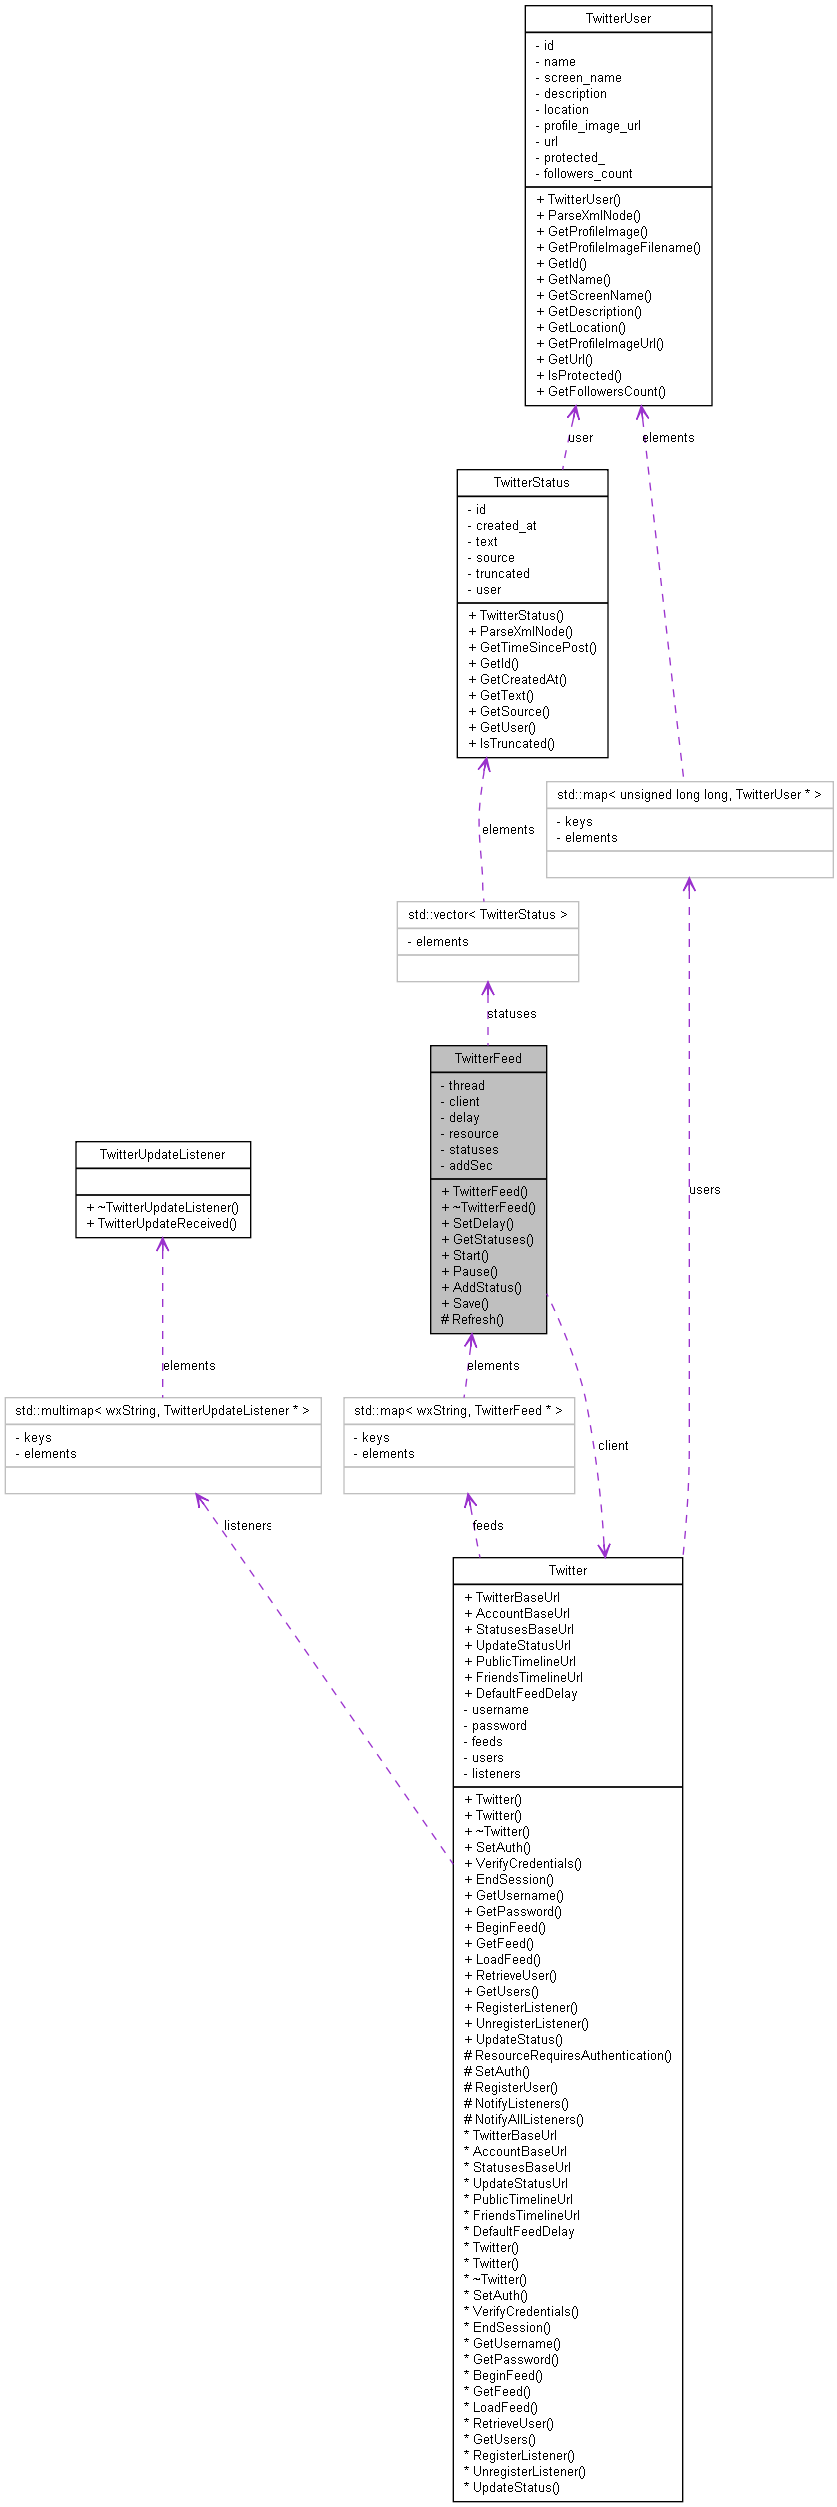 TwitterUser
- id
- name
- screen_name
- description
- location
- profile_image_url
- url
- protected_
- followers_count
+ TwitterUser()
+ ParseXmlNode()
+ GetProfileImage()
+ GetProfileImageFilename()
+ GetId()
+ GetName()
+ GetScreenName()
+ GetDescription()
+ GetLocation()
+ GetProfileImageUrl()
+ GetUrl()
+ IsProtected()
+ GetFollowersCount()
user
elements
TwitterStatus
- id
- created_at
- text
- source
- truncated
- user
+ TwitterStatus()
+ ParseXmlNode()
+ GetTimeSincePost()
+ GetId()
+ GetCreatedAt()
+ GetText()
+ GetSource()
+ GetUser()
+ IsTruncated()
std::map< unsigned long long, TwitterUser * >
- keys
- elements
elements
std::vector< TwitterStatus >
- elements
statuses
TwitterFeed
- thread
- client
- delay
- resource
- statuses
- addSec
+ TwitterFeed()
+ ~TwitterFeed()
+ SetDelay()
+ GetStatuses()
+ Start()
+ Pause()
+ AddStatus()
+ Save()
# Refresh()
TwitterUpdateListener
+ ~TwitterUpdateListener()
+ TwitterUpdateReceived()
users
elements
elements
std::multimap< wxString, TwitterUpdateListener * >
- keys
- elements
std::map< wxString, TwitterFeed * >
- keys
- elements
client
listeners
feeds
Twitter
+ TwitterBaseUrl
+ AccountBaseUrl
+ StatusesBaseUrl
+ UpdateStatusUrl
+ PublicTimelineUrl
+ FriendsTimelineUrl
+ DefaultFeedDelay
- username
- password
- feeds
- users
- listeners
+ Twitter()
+ Twitter()
+ ~Twitter()
+ SetAuth()
+ VerifyCredentials()
+ EndSession()
+ GetUsername()
+ GetPassword()
+ BeginFeed()
+ GetFeed()
+ LoadFeed()
+ RetrieveUser()
+ GetUsers()
+ RegisterListener()
+ UnregisterListener()
+ UpdateStatus()
# ResourceRequiresAuthentication()
# SetAuth()
# RegisterUser()
# NotifyListeners()
# NotifyAllListeners()
* TwitterBaseUrl
* AccountBaseUrl
* StatusesBaseUrl
* UpdateStatusUrl
* PublicTimelineUrl
* FriendsTimelineUrl
* DefaultFeedDelay
* Twitter()
* Twitter()
* ~Twitter()
* SetAuth()
* VerifyCredentials()
* EndSession()
* GetUsername()
* GetPassword()
* BeginFeed()
* GetFeed()
* LoadFeed()
* RetrieveUser()
* GetUsers()
* RegisterListener()
* UnregisterListener()
* UpdateStatus()